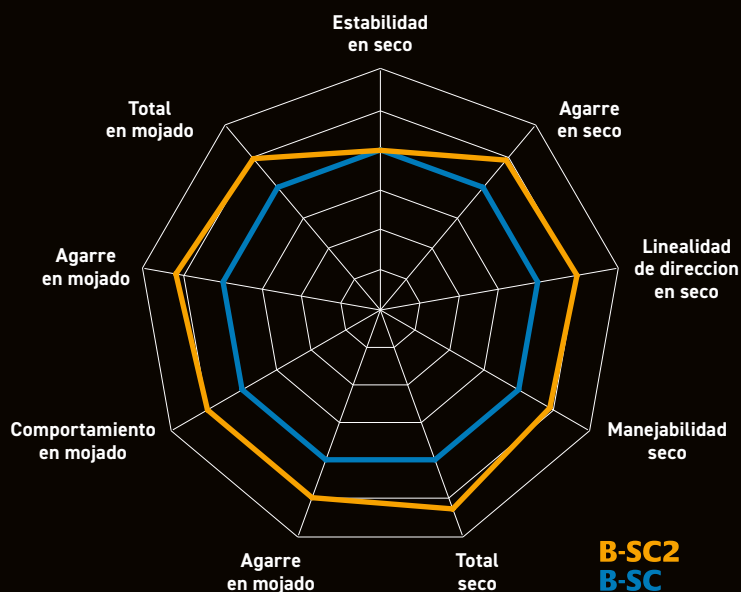 Estabilidad
en seco
Total
en mojado
Agarre
en seco
Agarre
en mojado
Linealidad
de direccion
en seco
Comportamiento
en mojado
Manejabilidad
seco
Agarre
en mojado
Total
seco
B-SC2
B-SC